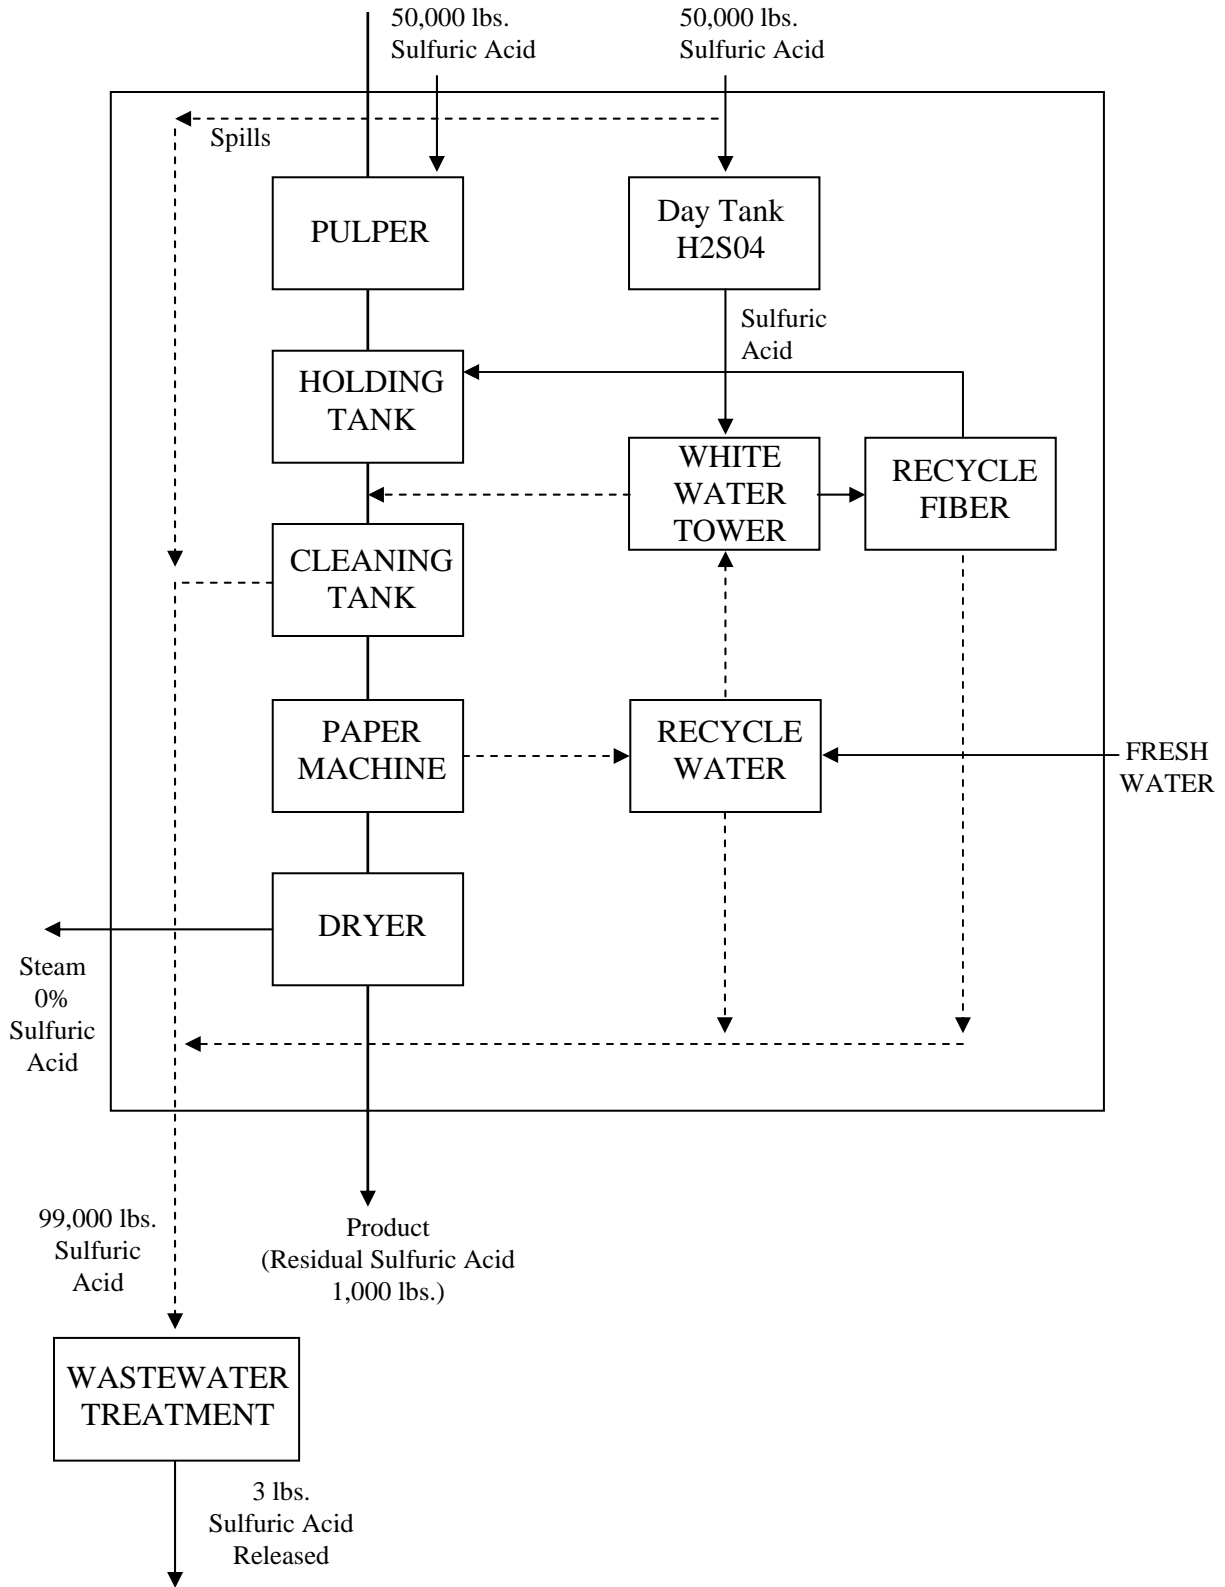 50,000 lbs.
Sulfuric Acid
50,000 lbs.
Sulfuric Acid
Spills
PULPER
Day Tank
H2S04
Sulfuric
Acid
HOLDING
TANK
WHITE
WATER
TOWER
RECYCLE
FIBER
CLEANING
TANK
PAPER
MACHINE
RECYCLE
WATER
FRESH
WATER
DRYER
Steam
0%
Sulfuric
Acid
99,000 lbs.
Sulfuric
Acid
Product
(Residual Sulfuric Acid
1,000 lbs.)
WASTEWATER
TREATMENT
3 lbs.
Sulfuric Acid
Released